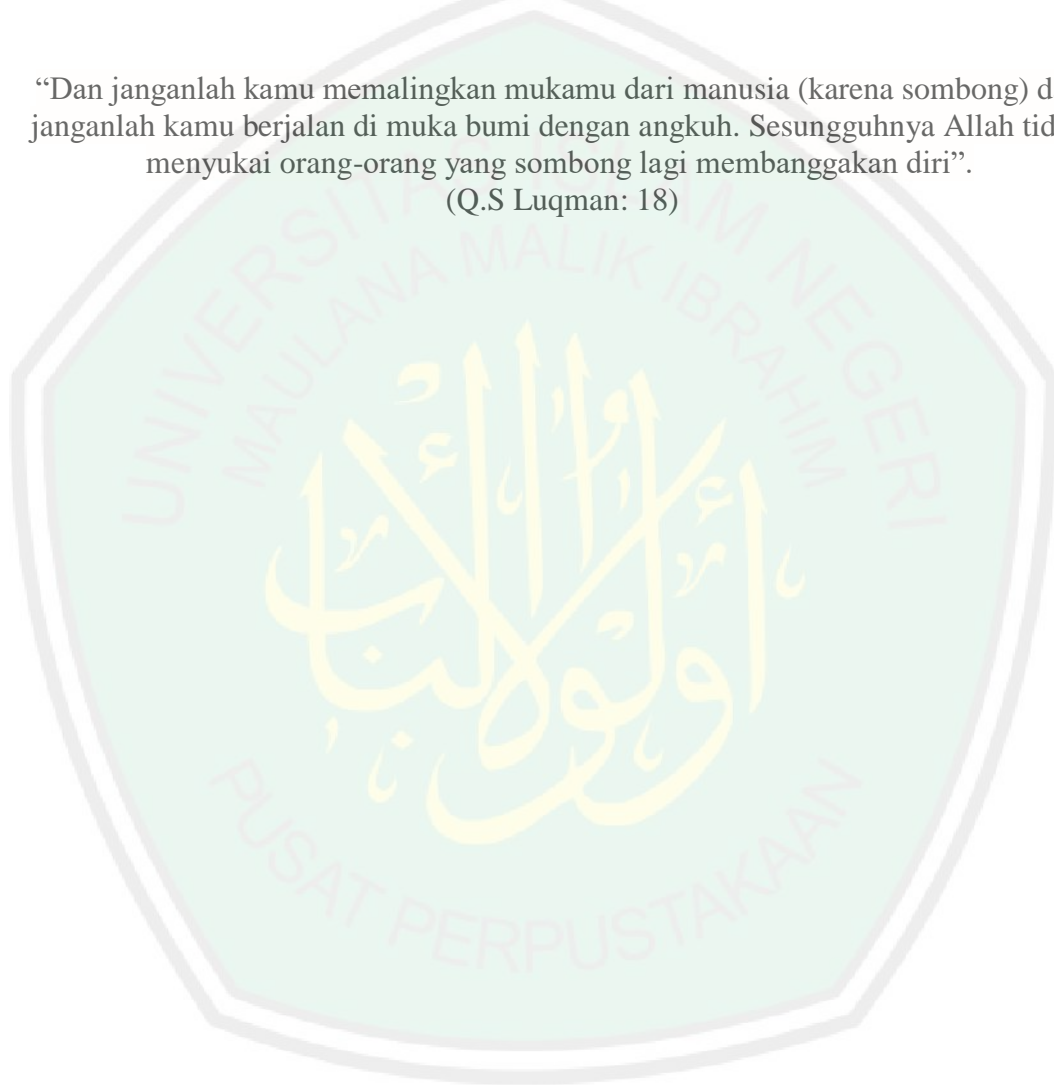 “Dan janganlah kamu memalingkan mukamu dari manusia (karena sombong) d
janganlah kamu berjalan di muka bumi dengan angkuh. Sesungguhnya Allah tid
menyukai orang-orang yang sombong lagi membanggakan diri”.
(Q.S Luqman: 18)
UNIVERSITAS ISLAM NEGERI
MAULANA MALIK IBRAHIM
أولو الألباب
PUSAT PERPUSTAKAAN